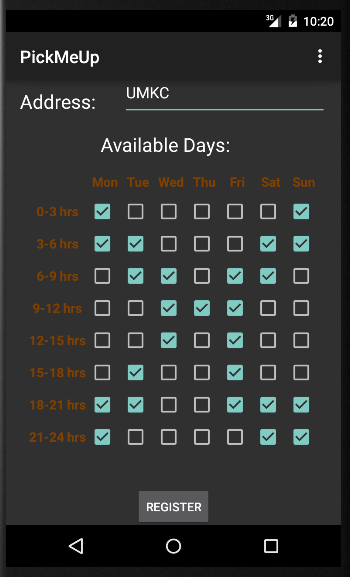 3G 10:20
PickMeUp
Address: UMKC
Available Days:
Mon Tue Wed Thu Fri Sat Sun
0-3 hrs
3-6 hrs
6-9 hrs
9-12 hrs
12-15 hrs
15-18 hrs
18-21 hrs
21-24 hrs
REGISTER